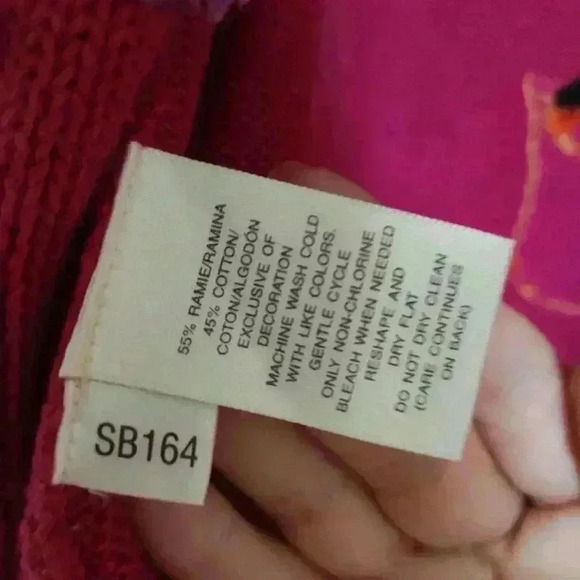 55% RAMIE/RAMINA
45% COTTON/
COTON/ALGODÓN
EXCLUSIVE OF
DECORATION
MACHINE WASH COLD
WITH LIKE COLORS.
GENTLE CYCLE
ONLY NON-CHLORINE
BLEACH WHEN NEEDED
RESHAPE AND
DRY FLAT
DO NOT DRY CLEAN
(CARE CONTINUES
ON BACK)
SB164